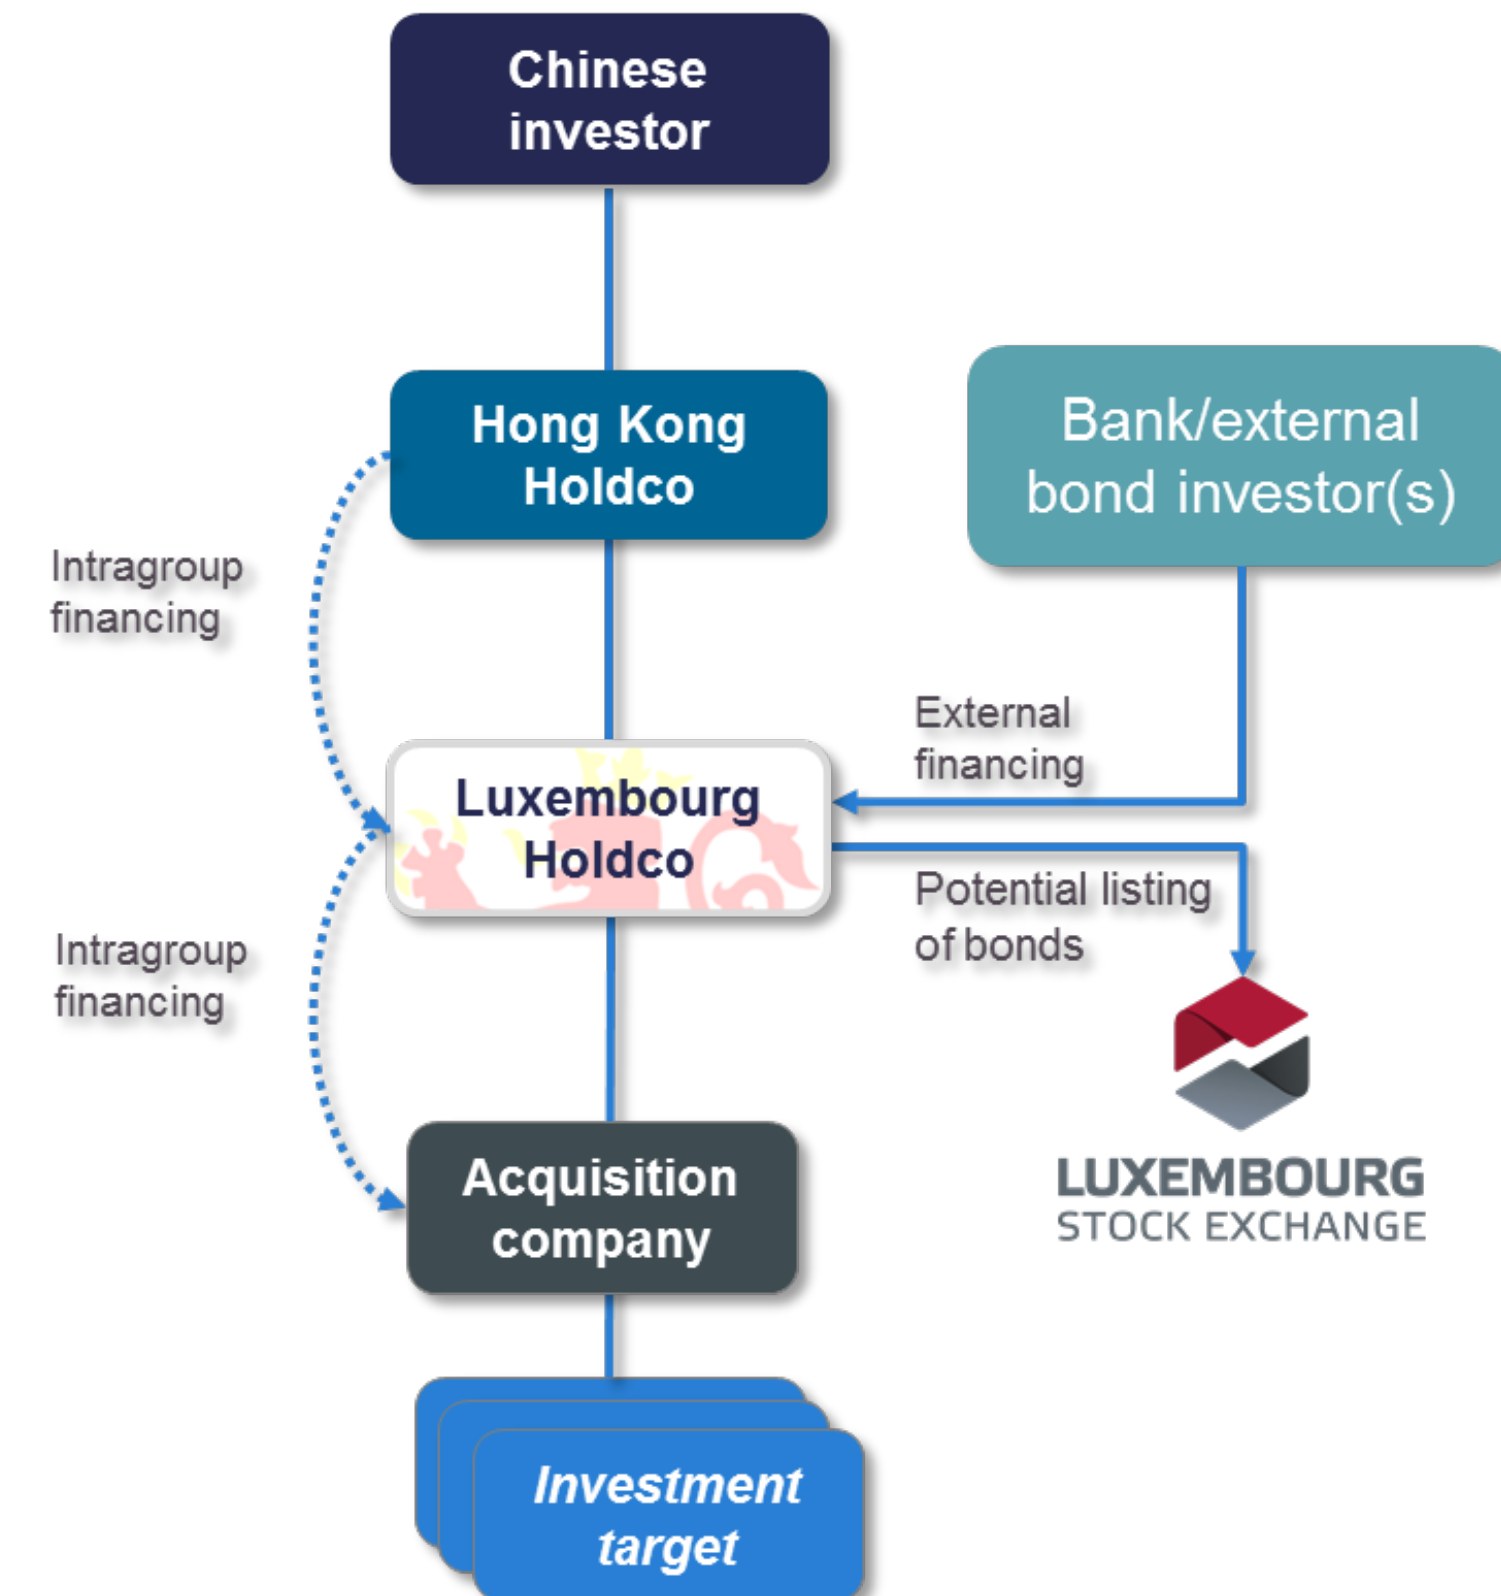 Chinese
investor
Hong Kong
Holdco
Bank/external
bond investor(s)
Intragroup
financing
External
financing
Luxembourg
Holdco
Potential listing
of bonds
Intragroup
financing
Acquisition
company
LUXEMBOURG
STOCK EXCHANGE
Investment
target